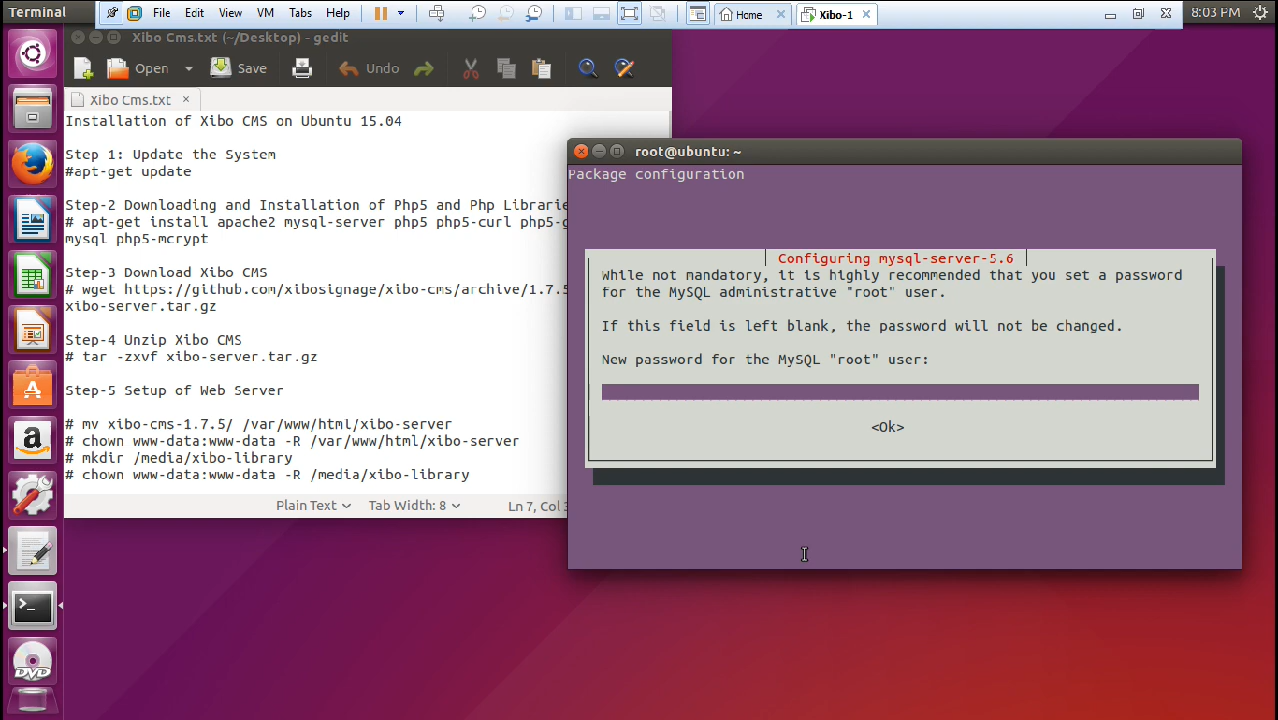 Terminal
File Edit View VM Tabs Help
Home
Xibo-1
8:03 PM
Xibo Cms.txt (~/Desktop) - gedit
Open Save Undo
Xibo Cms.txt
Installation of Xibo CMS on Ubuntu 15.04
Step 1: Update the System
#apt-get update
Step-2 Downloading and Installation of Php5 and Php Librarie
# apt-get install apache2 mysql-server php5 php5-curl php5-g
mysql php5-mcrypt
Step-3 Download Xibo CMS
# wget https://github.com/xibosignage/xibo-cms/archive/1.7.5
xibo-server.tar.gz
Step-4 Unzip Xibo CMS
# tar -zxvf xibo-server.tar.gz
Step-5 Setup of Web Server
# mv xibo-cms-1.7.5/ /var/www/html/xibo-server
# chown www-data:www-data -R /var/www/html/xibo-server
# mkdir /media/xibo-library
# chown www-data:www-data -R /media/xibo-library
Plain Text Tab Width: 8 Ln 7, Col 3
root@ubuntu: ~
Package configuration
Configuring mysql-server-5.6
While not mandatory, it is highly recommended that you set a password
for the MySQL administrative "root" user.
If this field is left blank, the password will not be changed.
New password for the MySQL "root" user:
<Ok>
DVD